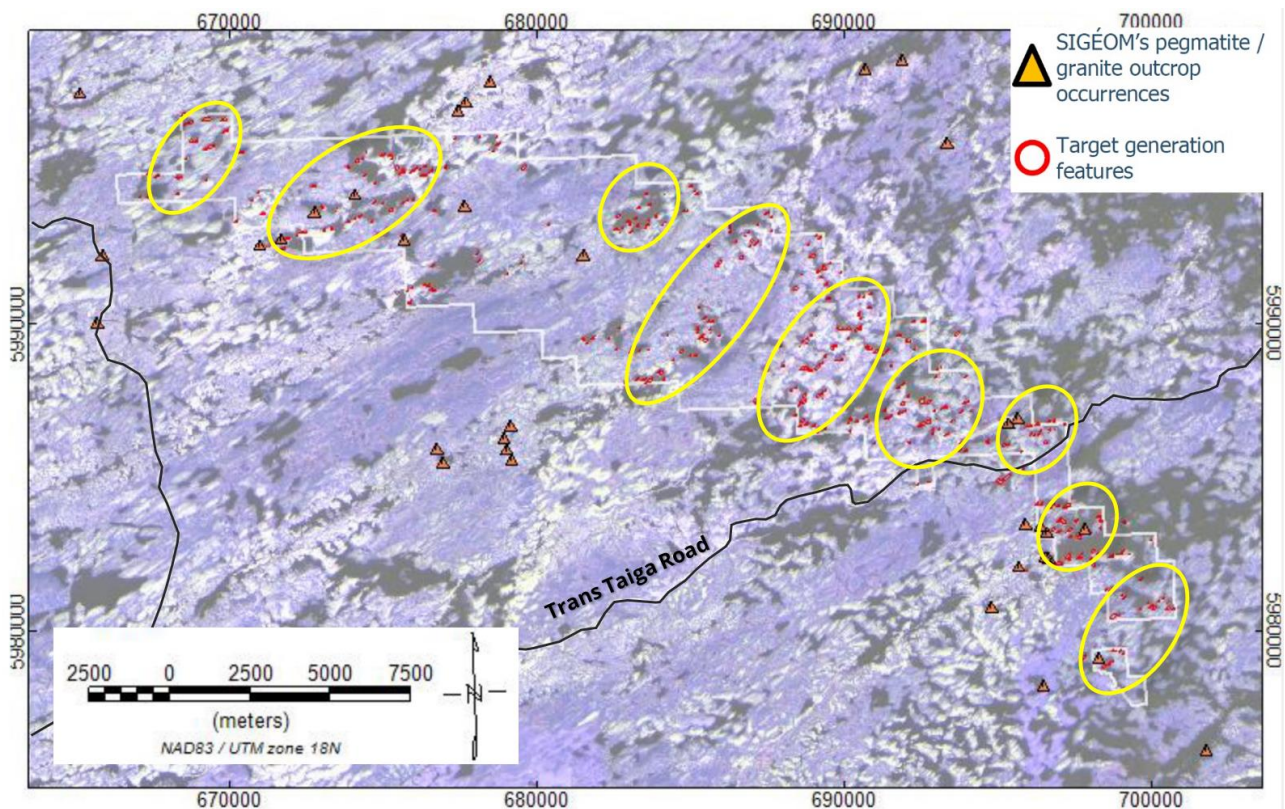 670000
680000
690000
700000
SIGÉOM's pegmatite /
granite outcrop
occurrences
Target generation
features
5990000
5990000
Trans Taiga Road
5980000
5980000
2500 0 2500 5000 7500
(meters)
NAD83 / UTM zone 18N
N
670000
680000
690000
700000